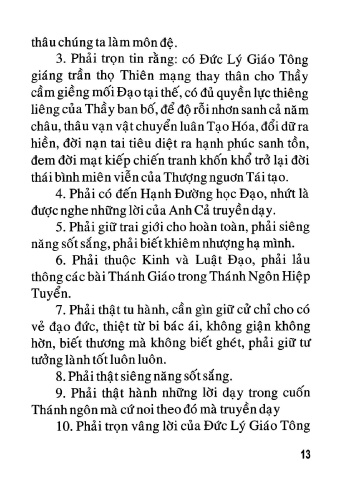 thâu chúng ta làm môn đệ.
3. Phải trọn tin rằng: có Đức Lý Giáo Tông
giáng trần thọ Thiên mạng thay thân cho Thầy
cầm giềng mối Đạo tại thế, có đủ quyền lực thiêng
liêng của Thầy ban bố, để độ rỗi nhơn sanh cả năm
châu, thâu vạn vật chuyển luân Tạo Hóa, đổi dữ ra
hiền, đời nạn tai tiêu diệt ra hạnh phúc sanh tồn,
đem đời mạt kiếp chiến tranh khốn khổ trở lại đời
thái bình miên viễn của Thượng nguơn Tái tạo.
4. Phải có đến Hạnh Đường học Đạo, nhứt là
được nghe những lời của Anh Cả truyền dạy.
5. Phải giữ trai giới cho hoàn toàn, phải siêng
năng sốt sắng, phải biết khiêm nhượng hạ mình.
6. Phải thuộc Kinh và Luật Đạo, phải lảu
thông các bài Thánh Giáo trong Thánh Ngôn Hiệp
Tuyển.
7. Phải thật tu hành, cần gìn giữ cử chỉ cho có
vẻ đạo đức, thiệt từ bi bác ái, không giận không
hờn, biết thương mà không biết ghét, phải giữ tư
tưởng lành tốt luôn luôn.
8. Phải thật siêng năng sốt sắng.
9. Phải thật hành những lời dạy trong cuốn
Thánh ngôn mà cứ noi theo đó mà truyền dạy
10. Phải trọn vâng lời của Đức Lý Giáo Tông
13